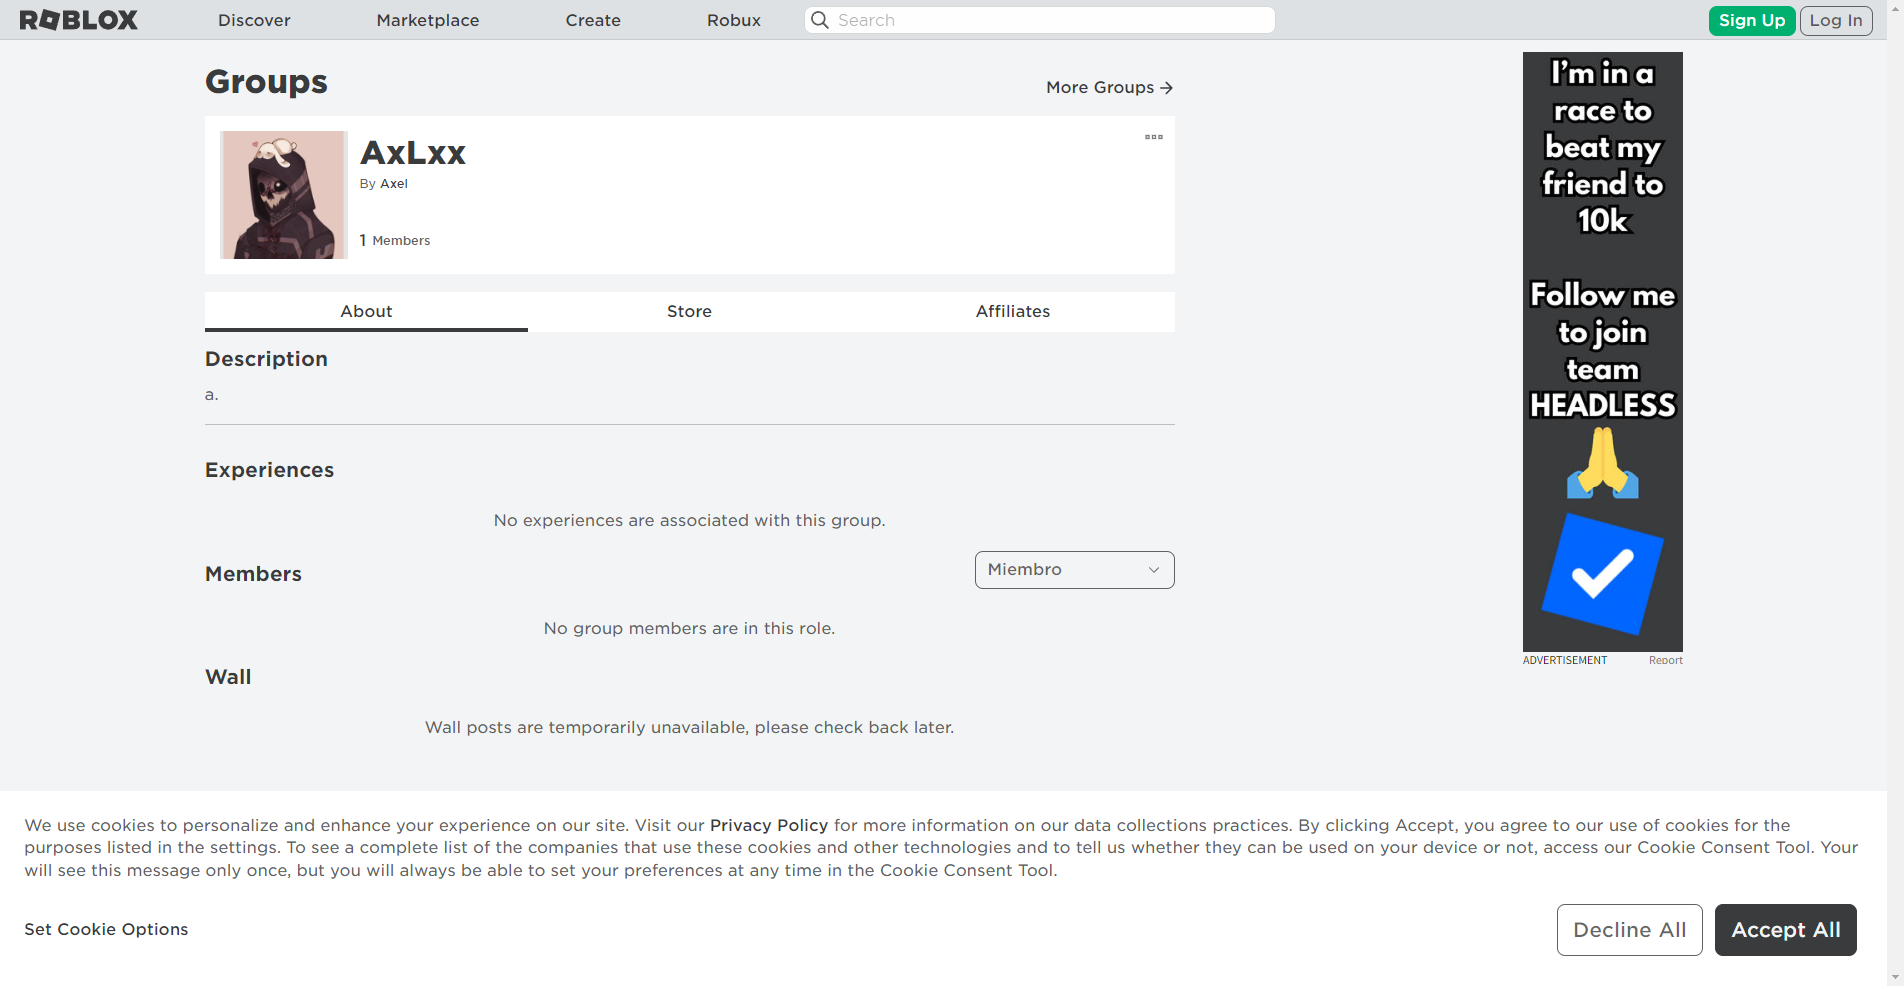 ROBLOX
Discover
Marketplace
Create
Robux
Search
Sign Up
Log In
Groups
More Groups
AxLxx
By Axel
1 Members
About
Store
Affiliates
Description
a.
Experiences
No experiences are associated with this group.
Members
Miembro
No group members are in this role.
Wall
Wall posts are temporarily unavailable, please check back later.
I'm in a
race to
beat my
friend to
10k
Follow me
to join
team
HEADLESS
ADVERTISEMENT
Report
We use cookies to personalize and enhance your experience on our site. Visit our Privacy Policy for more information on our data collections practices. By clicking Accept, you agree to our use of cookies for the
purposes listed in the settings. To see a complete list of the companies that use these cookies and other technologies and to tell us whether they can be used on your device or not, access our Cookie Consent Tool. Your
will see this message only once, but you will always be able to set your preferences at any time in the Cookie Consent Tool.
Set Cookie Options
Decline All
Accept All